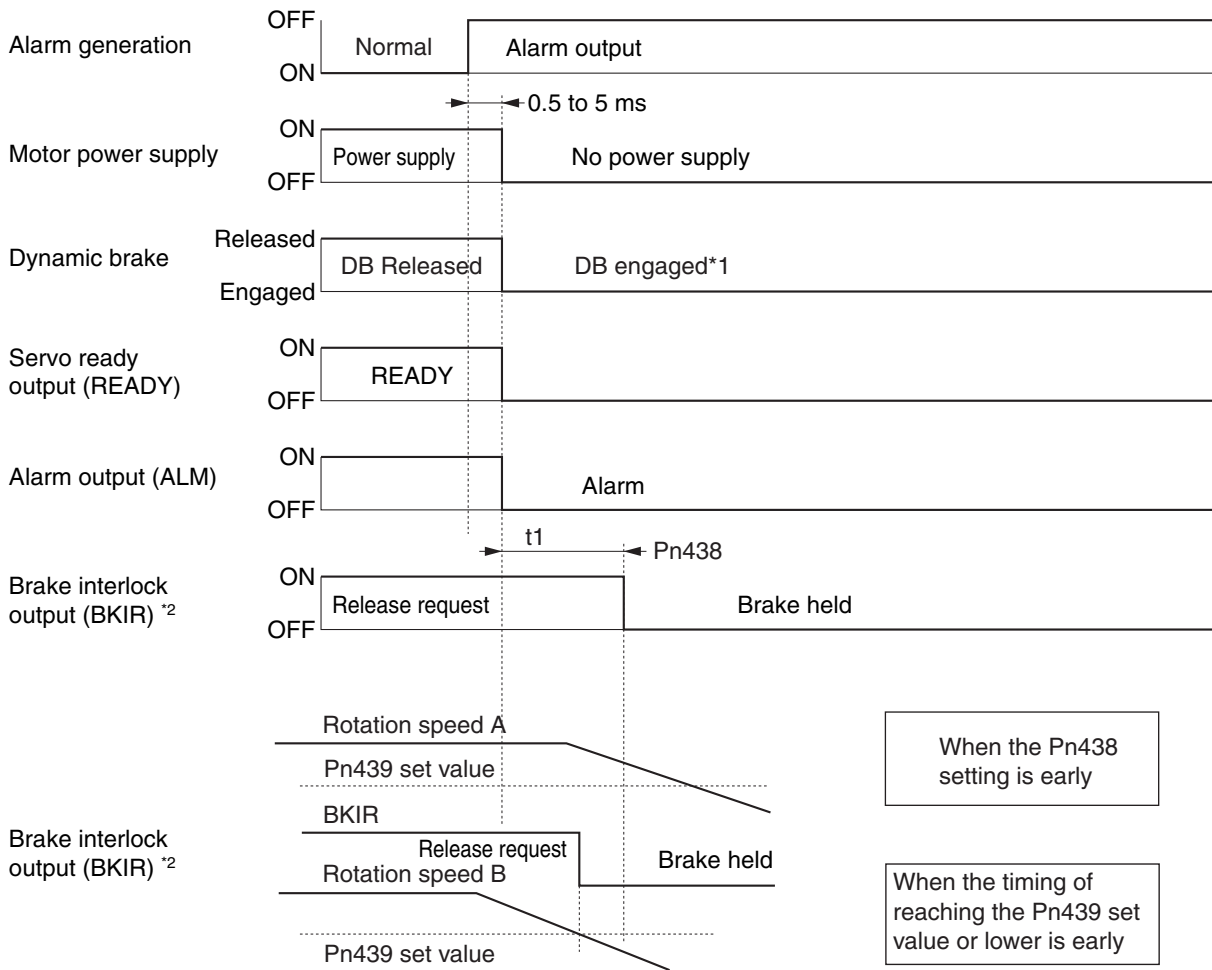 OFF
Alarm generation
Normal
Alarm output
ON
0.5 to 5 ms
ON
Motor power supply
Power supply
No power supply
OFF
Released
Dynamic brake
DB Released
DB engaged*1
Engaged
Servo ready
output (READY)
ON
READY
OFF
ON
Alarm output (ALM)
Alarm
OFF
t1
Pn438
Brake interlock
output (BKIR) *2
ON
Release request
Brake held
OFF
Rotation speed A
Pn439 set value
When the Pn438
setting is early
BKIR
Brake interlock
output (BKIR) *2
Release request
Brake held
Rotation speed B
Pn439 set value
When the timing of
reaching the Pn439 set
value or lower is early